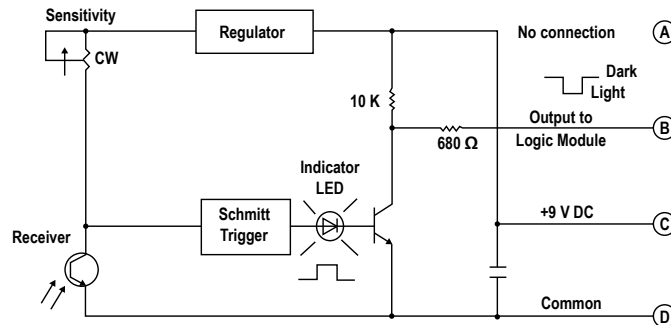 Sensitivity
CW
Regulator
No connection
A
Dark
Light
10 K
680 Ω
Output to
Logic Module
B
Indicator
LED
Schmitt
Trigger
+9 V DC
C
Receiver
Common
D